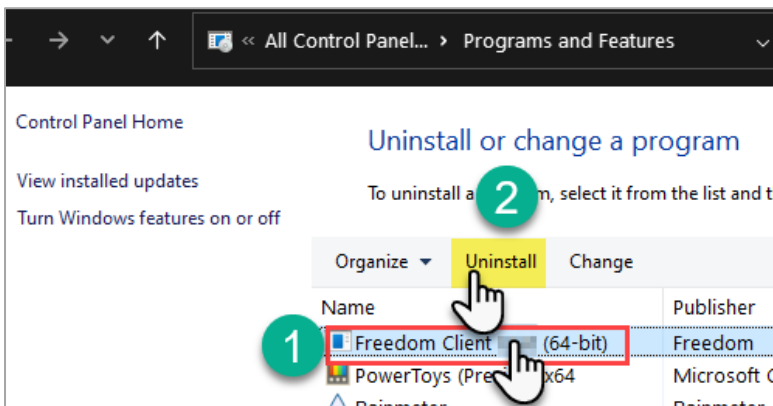 « All Control Panel... › Programs and Features
Control Panel Home
View installed updates
Turn Windows features on or off
Uninstall or change a program
To uninstall a m, select it from the list and t
2
Organize Uninstall Change
Name Publisher
1
Freedom Client (64-bit) Freedom
PowerToys (Pre x64 Microsoft C